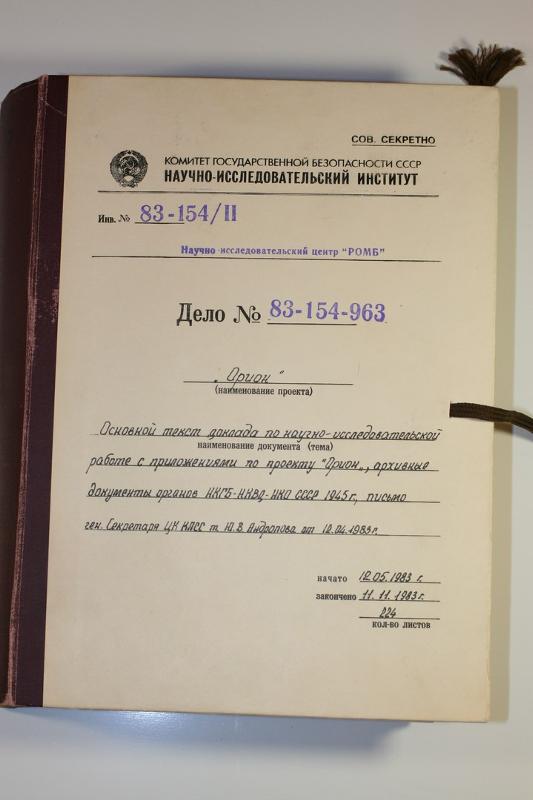 СОВ. СЕКРЕТНО
КОМИТЕТ ГОСУДАРСТВЕННОЙ БЕЗОПАСНОСТИ СССР
НАУЧНО-ИССЛЕДОВАТЕЛЬСКИЙ ИНСТИТУТ
Инв. № 83-154/II
Научно-исследовательский центр "РОМБ"
Дело № 83-154-963
„Орион"
(наименование проекта)
Основной текст доклада по научно-исследовательской
наименование документа (тема)
работе с приложениями по проекту "Орион„, архивные
документы органов НКГБ-НКВД-НКО СССР 1945г., письмо
ген. Секретаря ЦК КПСС т. Ю.В. Андропова от 12.04.1983г.
начато 12.05.1983 г.
закончено 11.11.1983г.
224
кол-во листов